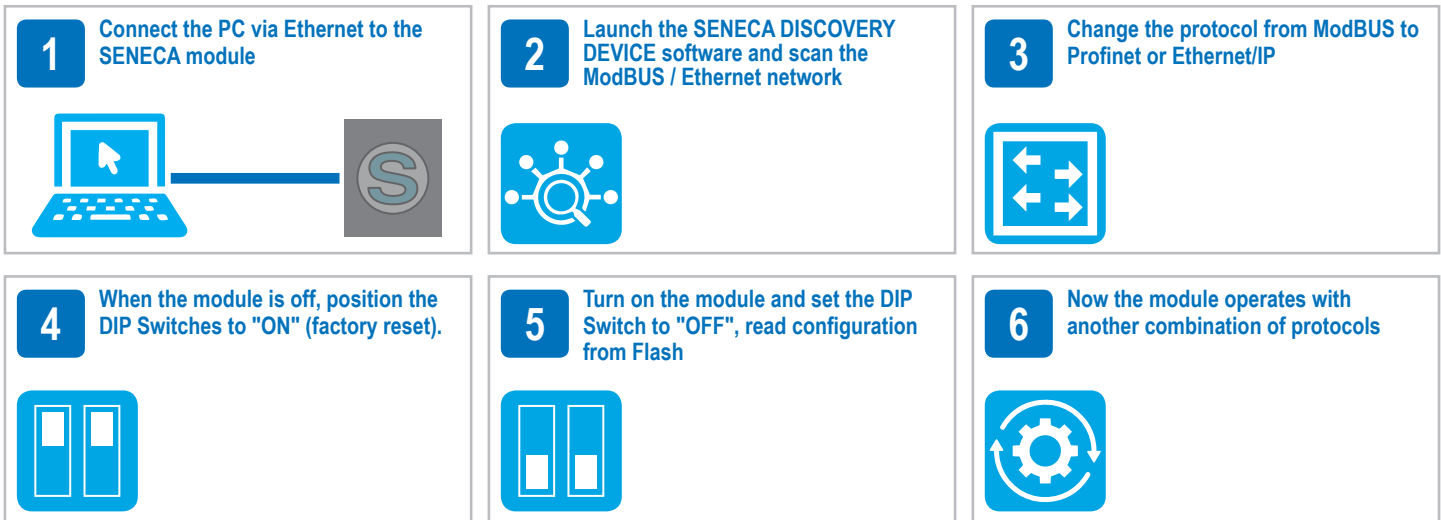 1
Connect the PC via Ethernet to the
SENECA module
S
2
Launch the SENECA DISCOVERY
DEVICE software and scan the
ModBUS / Ethernet network
3
Change the protocol from ModBUS to
Profinet or Ethernet/IP
4
When the module is off, position the
DIP Switches to "ON" (factory reset).
5
Turn on the module and set the DIP
Switch to "OFF", read configuration
from Flash
6
Now the module operates with
another combination of protocols